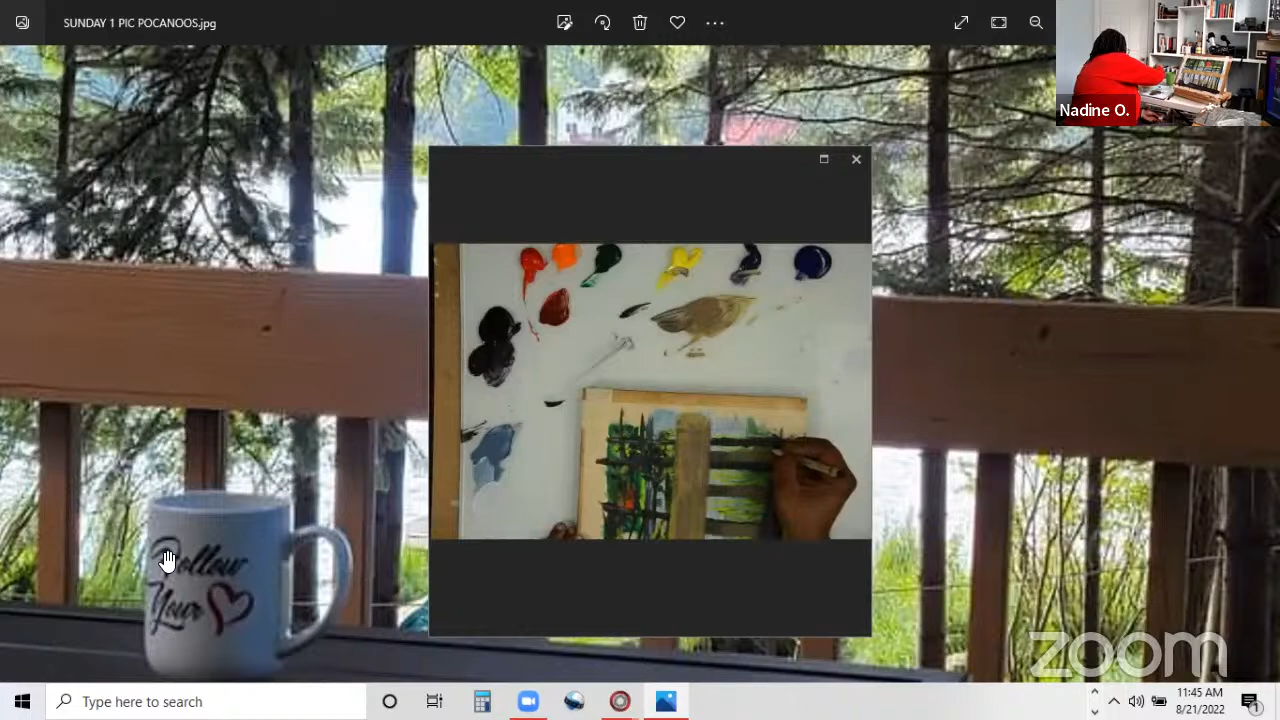 SUNDAY 1 PIC POCANOOS.jpg
Nadine O.
Follow
Your
zoom
Type here to search
11:45 AM
8/21/2022
1